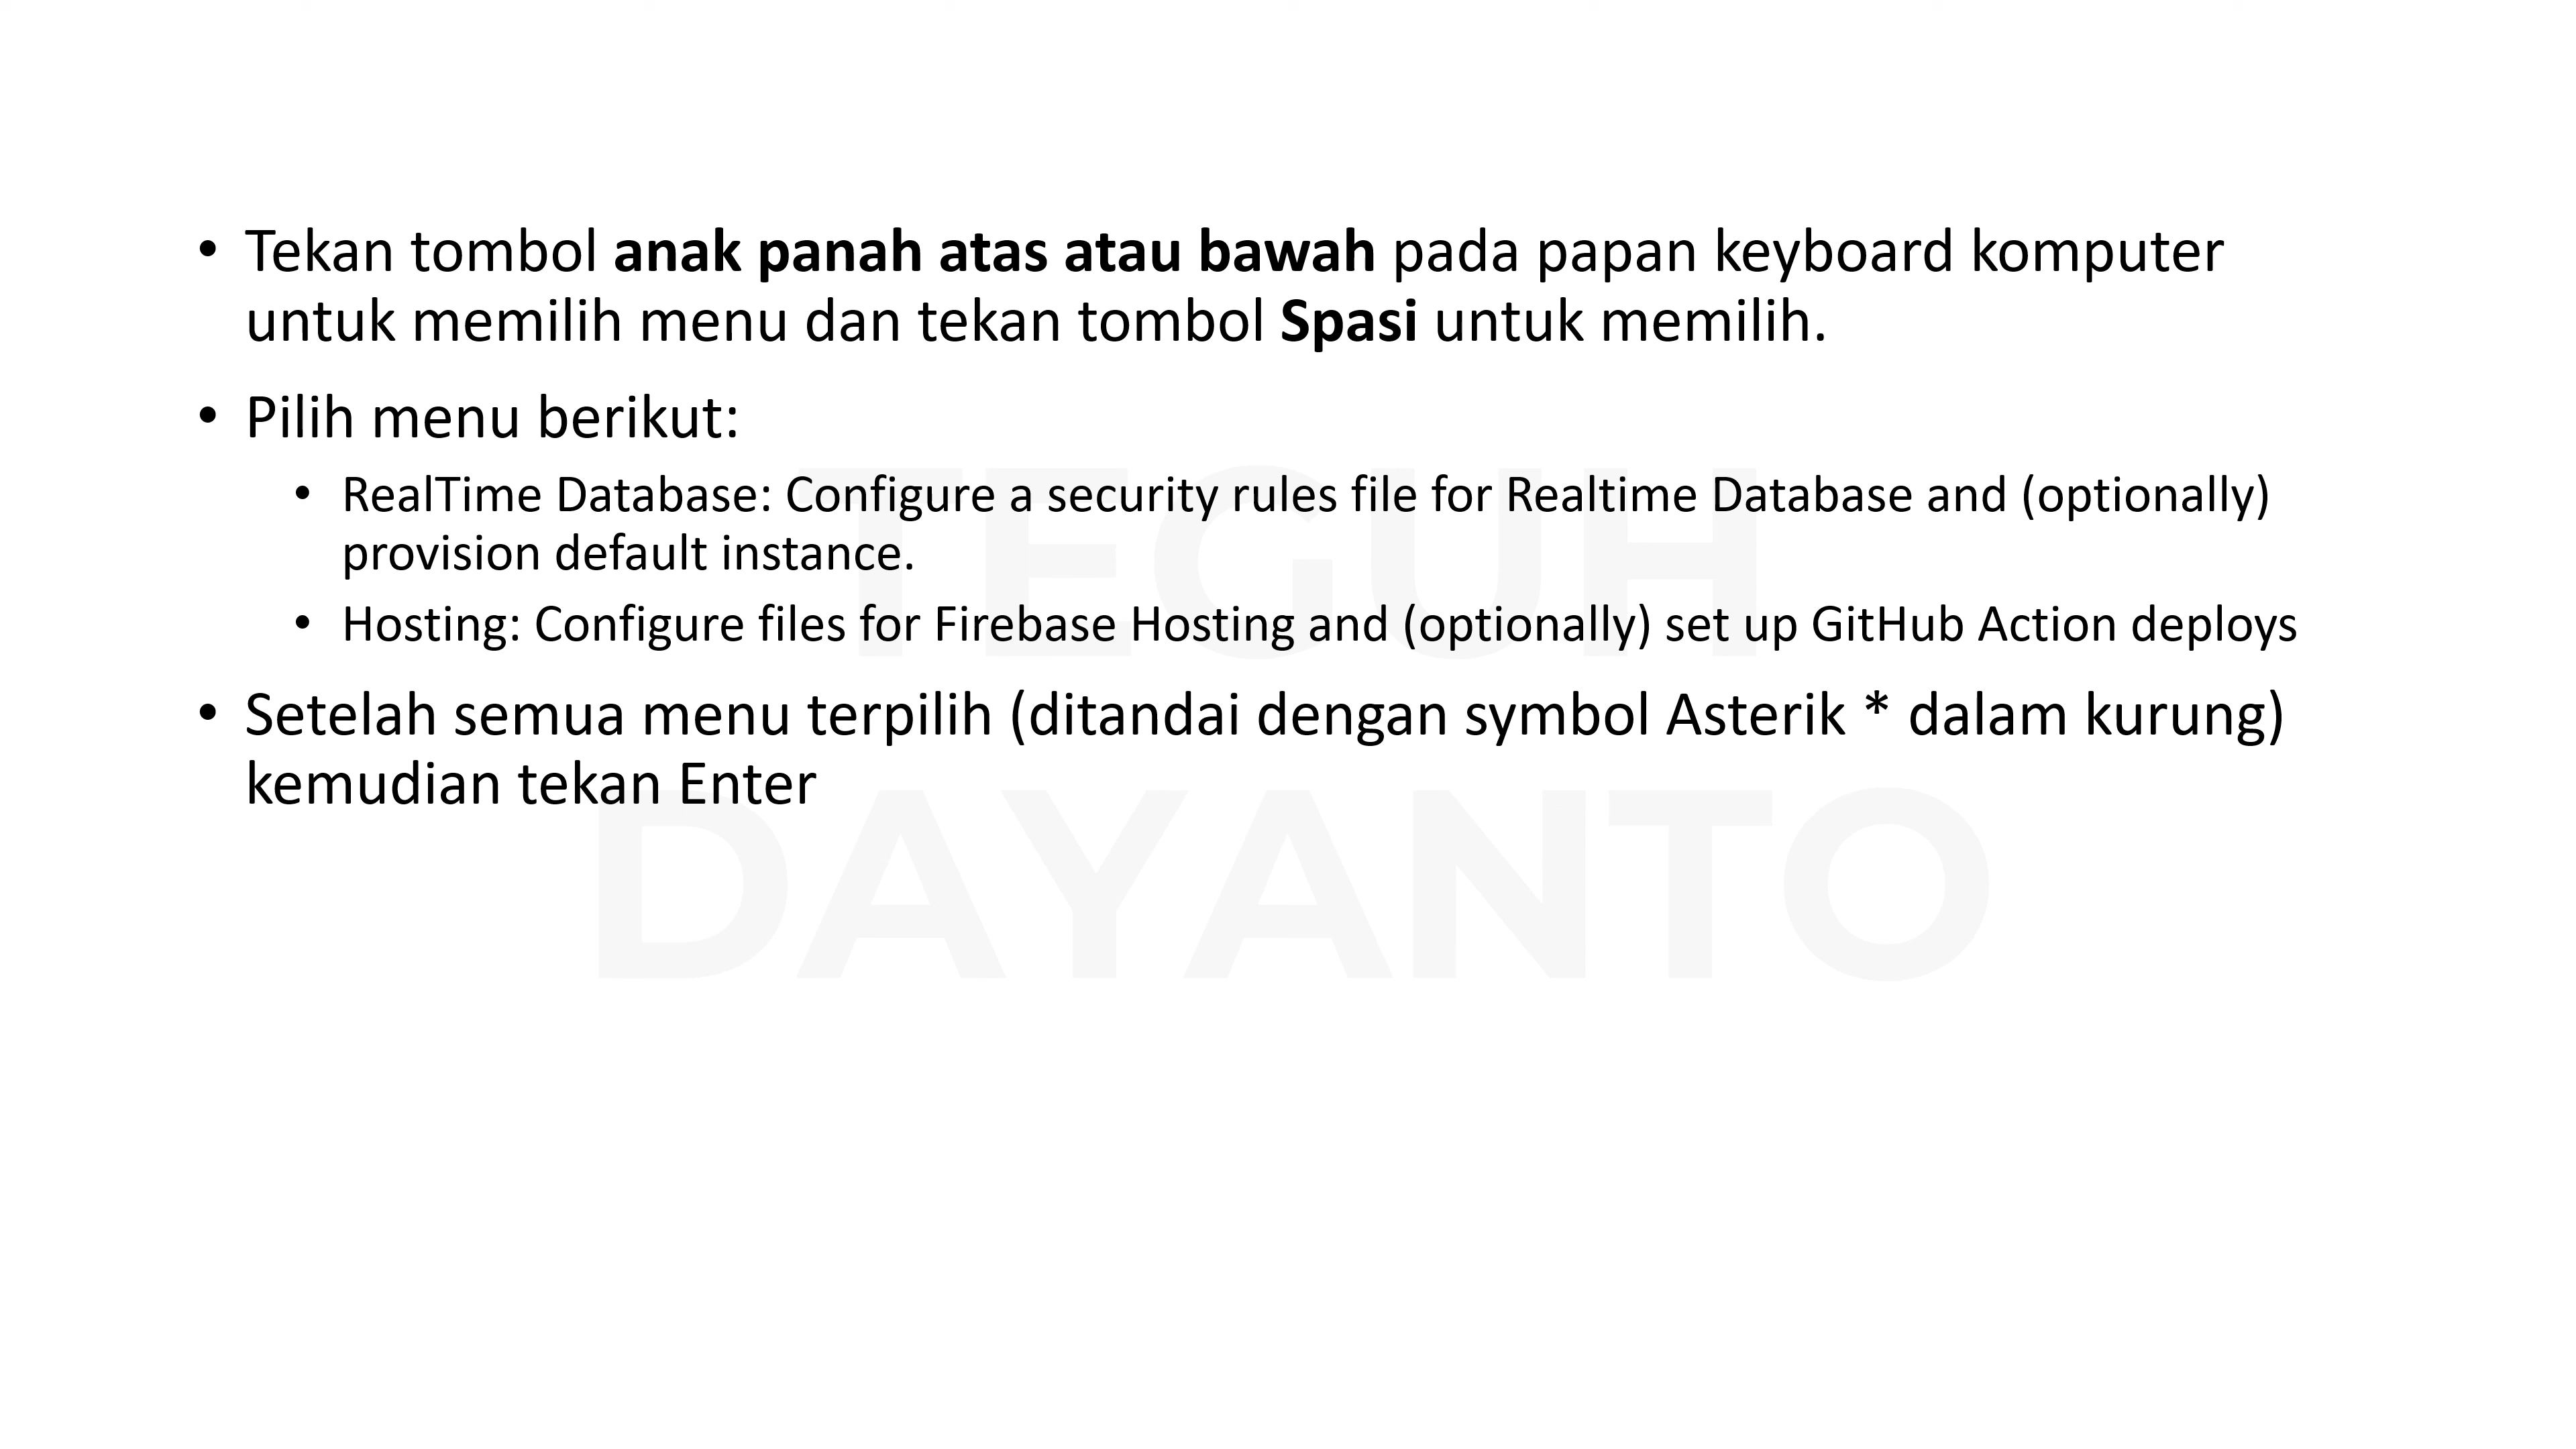 • Tekan tombol anak panah atas atau bawah pada papan keyboard komputer
untuk memilih menu dan tekan tombol Spasi untuk memilih.
• Pilih menu berikut:
• RealTime Database: Configure a security rules file for Realtime Database and (optionally)
provision default instance.
• Hosting: Configure files for Firebase Hosting and (optionally) set up GitHub Action deploys
• Setelah semua menu terpilih (ditandai dengan symbol Asterik * dalam kurung)
kemudian tekan Enter
TEGUH
DAYANTO